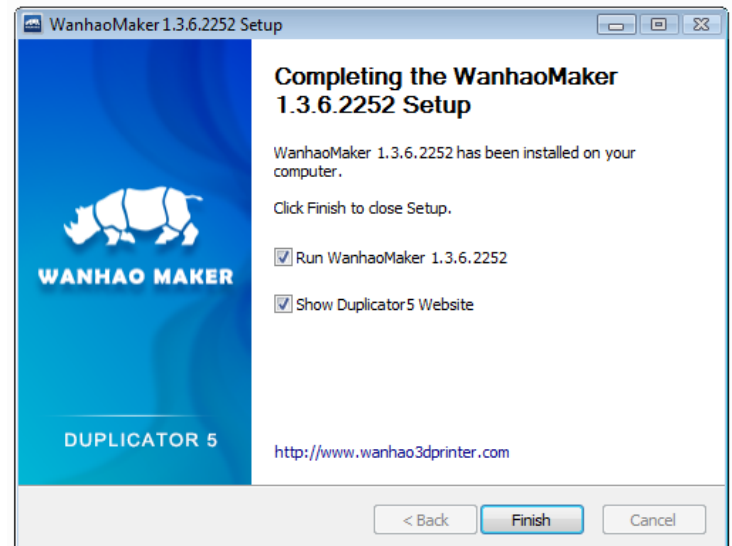 WanhaoMaker 1.3.6.2252 Setup
Completing the WanhaoMaker
1.3.6.2252 Setup
WanhaoMaker 1.3.6.2252 has been installed on your
computer.
Click Finish to close Setup.
Run WanhaoMaker 1.3.6.2252
WANHAO MAKER
Show Duplicator5 Website
DUPLICATOR 5
http://www.wanhao3dprinter.com
< Back
Finish
Cancel